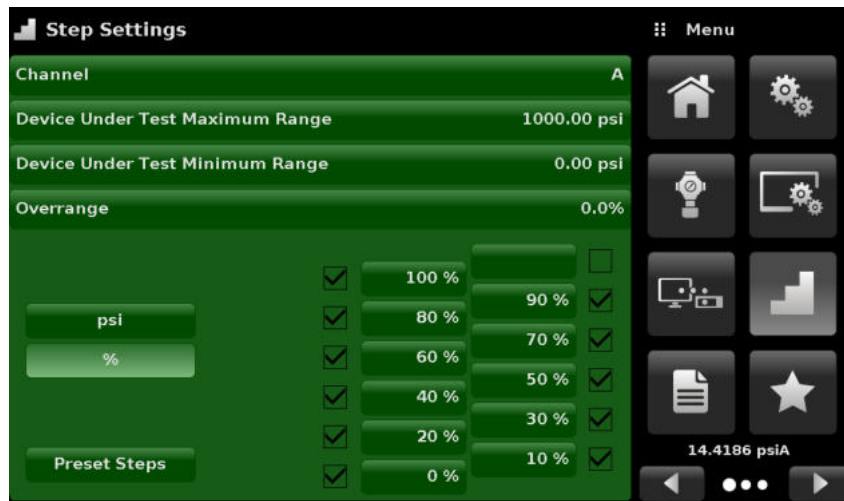 Step Settings
Menu
Channel A
Device Under Test Maximum Range 1000.00 psi
Device Under Test Minimum Range 0.00 psi
Overrange 0.0%
100 %
90 %
psi
80 %
70 %
%
60 %
50 %
40 %
30 %
20 %
10 %
Preset Steps
0 %
14.4186 psiA